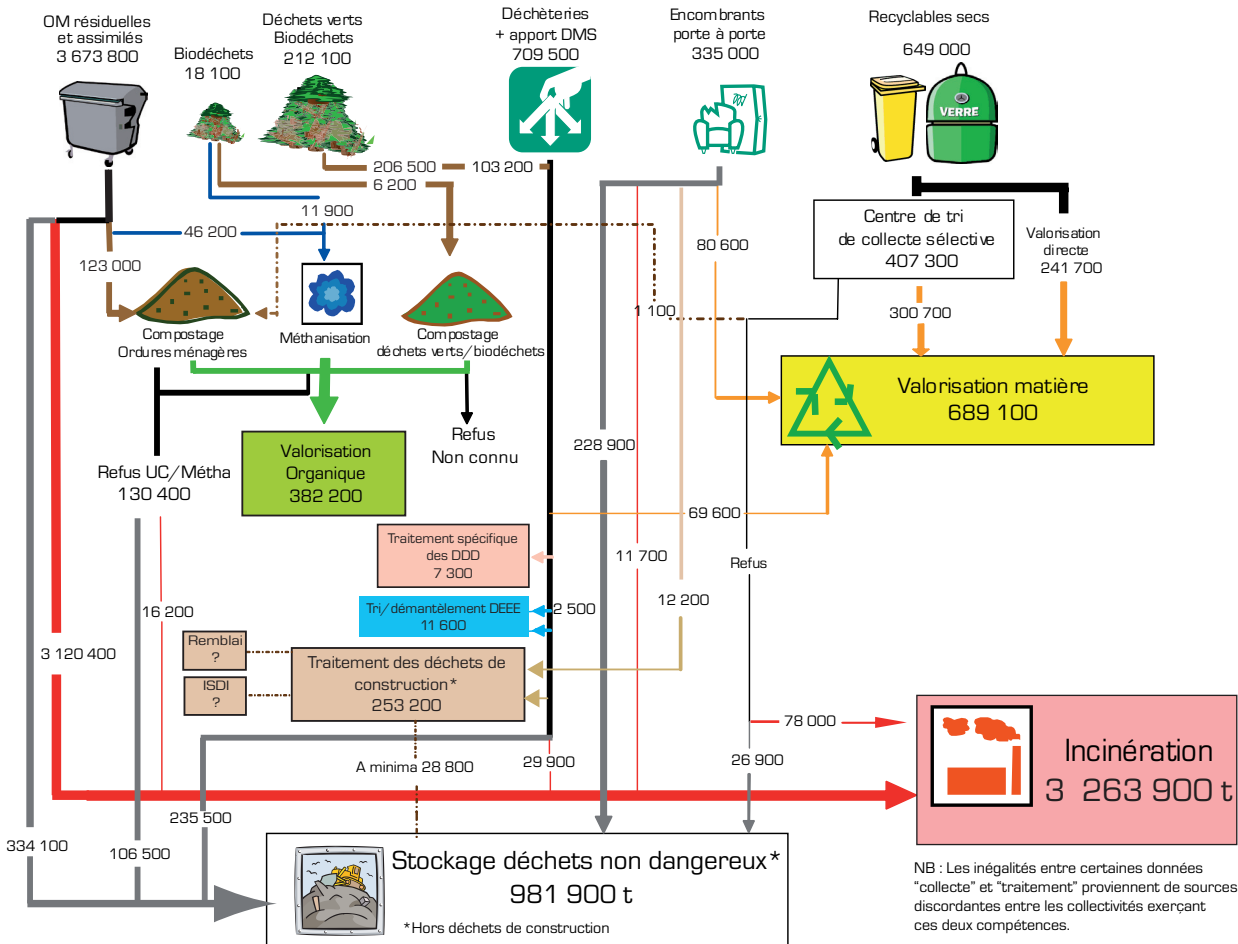 OM résiduelles
et assimilés
3 673 800
Biodéchets
18 100
Déchets verts
Biodéchets
212 100
Déchèteries
+ apport DMS
709 500
Encombrants
porte à porte
335 000
Recyclables secs
649 000
VERRE
206 500
103 200
6 200
11 900
46 200
123 000
80 600
Centre de tri
de collecte sélective
407 300
Valorisation
directe
241 700
1 100
300 700
Compostage
Ordures ménagères
Méthanisation
Compostage
déchets verts/biodéchets
Valorisation matière
689 100
Valorisation
Organique
382 200
Refus
Non connu
228 900
Refus UC/Métha
130 400
69 600
Traitement spécifique
des DDD
7 300
11 700
Refus
16 200
Tri/démantèlement DEEE
11 600
2 500
12 200
3 120 400
Remblai
?
ISDI
?
Traitement des déchets de
construction*
253 200
78 000
A minima 28 800
29 900
26 900
Incinération
3 263 900 t
235 500
334 100
106 500
Stockage déchets non dangereux*
981 900 t
*Hors déchets de construction
NB : Les inégalités entre certaines données
"collecte" et "traitement" proviennent de sources
discordantes entre les collectivités exerçant
ces deux compétences.